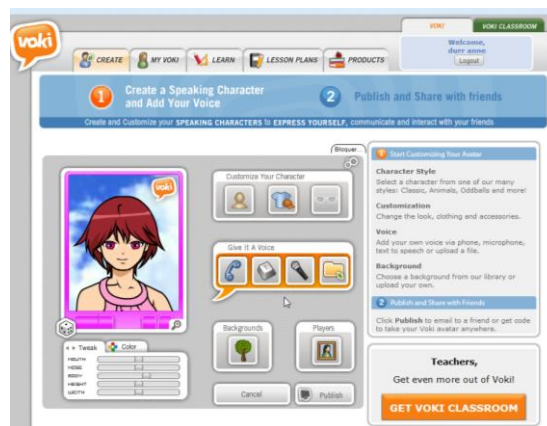 VOKI
VOKI CLASSROOM
voki
Welcome,
durr anne
Logout
CREATE
MY VOKI
LEARN
LESSON PLANS
PRODUCTS
1
Create a Speaking Character
and Add Your Voice
2
Publish and Share with friends
Create and Customize your SPEAKING CHARACTERS to EXPRESS YOURSELF, communicate and interact with your friends
Bloquer...
voki
Customize Your Character
Give It A Voice
Backgrounds
Players
Tweak
Color
MOUTH
NOSE
BODY
HEIGHT
WIDTH
Cancel
Publish
1 Start Customizing Your Avatar
Character Style
Select a character from one of our many
styles: Classic, Animals, Oddballs and more!
Customization
Change the look, clothing and accessories.
Voice
Add your own voice via phone, microphone,
text to speech or upload a file.
Background
Choose a background from our library or
upload your own.
2 Publish and Share with Friends
Click Publish to email to a friend or get code
to take your Voki avatar anywhere.
Teachers,
Get even more out of Voki!
GET VOKI CLASSROOM